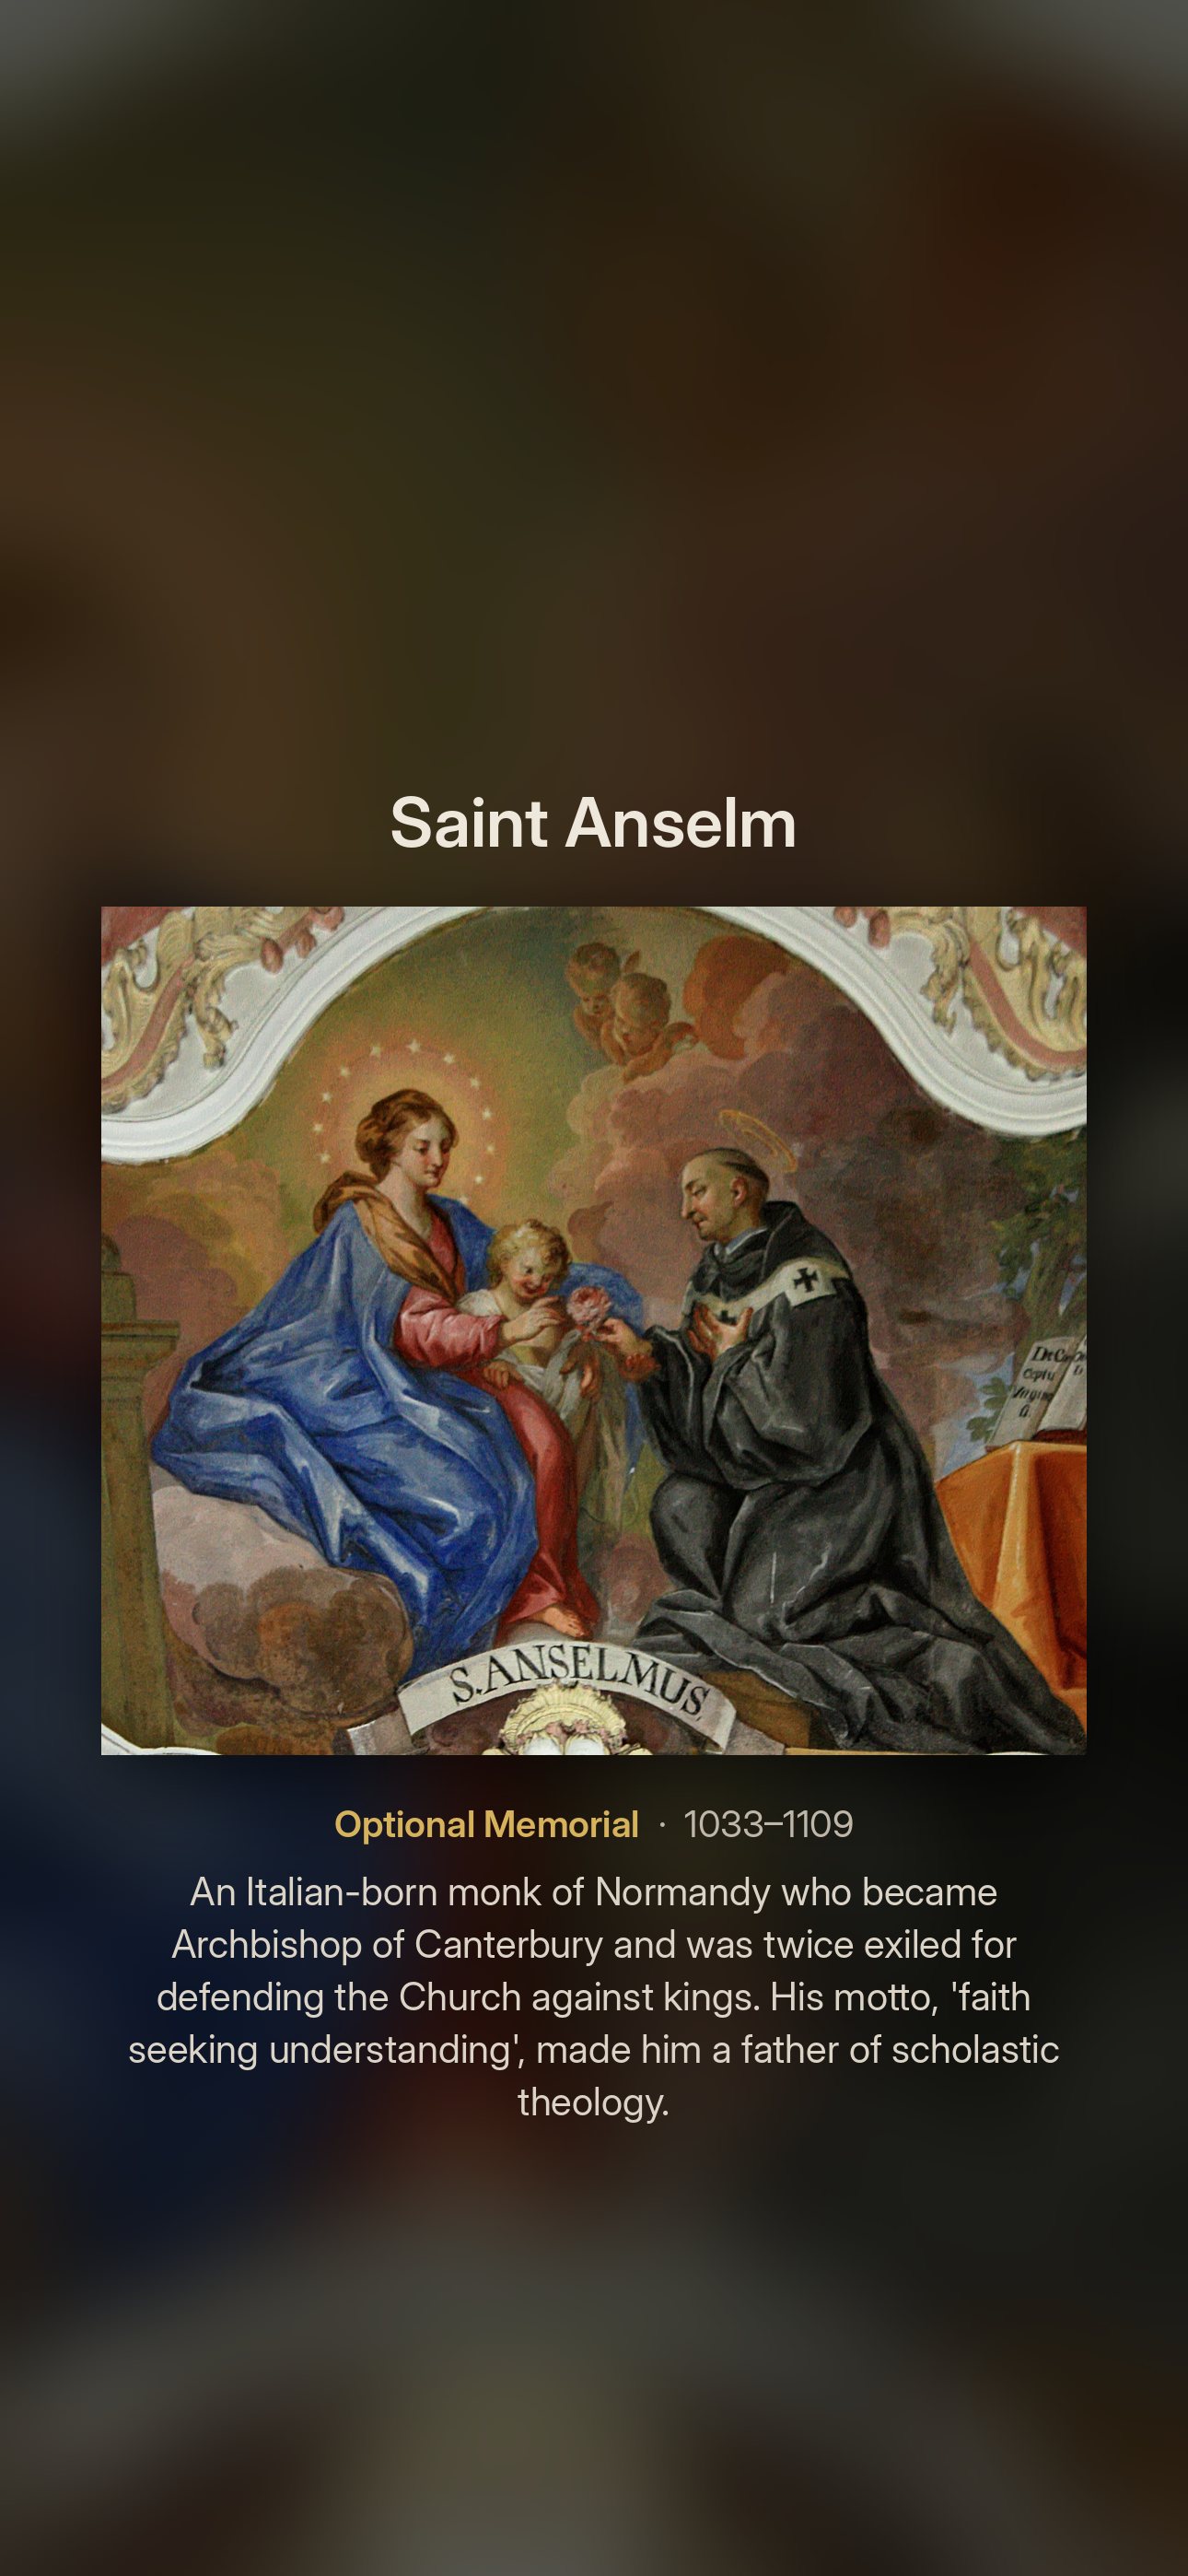 Saint Anselm
S. ANSELMUS
Optional Memorial · 1033–1109
An Italian-born monk of Normandy who became
Archbishop of Canterbury and was twice exiled for
defending the Church against kings. His motto, 'faith
seeking understanding', made him a father of scholastic
theology.